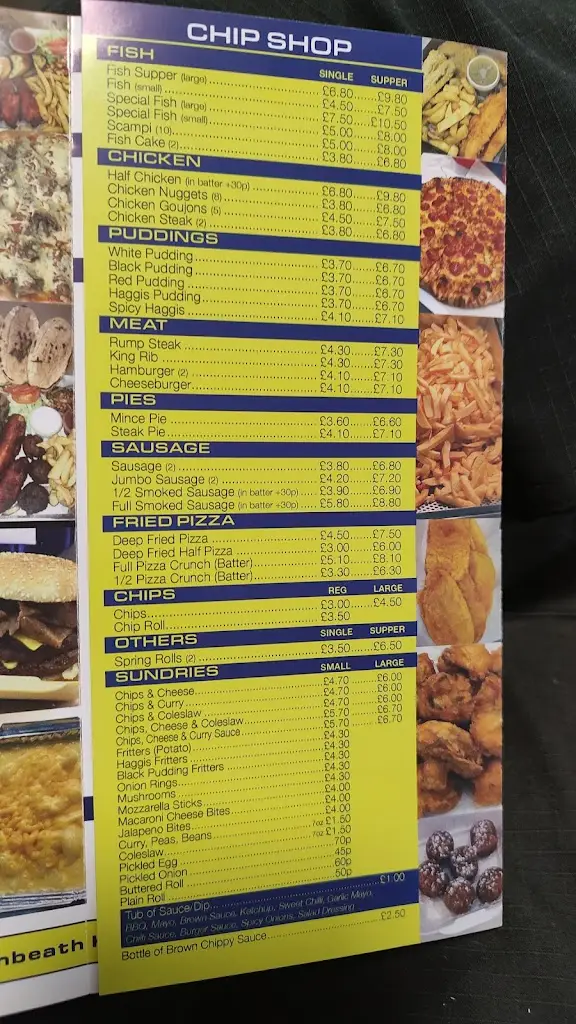 CHIP SHOP
FISH SINGLE SUPPER
Fish Supper (large) £6.80 £9.80
Fish (small) £4.50 £7.50
Special Fish (large) £7.50 £10.50
Special Fish (small) £5.00 £8.00
Scampi (10) £5.00 £8.00
Fish Cake (2) £3.80 £6.80
CHICKEN
Half Chicken (in batter +30p) £6.80 £9.80
Chicken Nuggets (8) £3.80 £6.80
Chicken Goujons (5) £4.50 £7.50
Chicken Steak (2) £3.80 £6.80
PUDDINGS
White Pudding £3.70 £6.70
Black Pudding £3.70 £6.70
Red Pudding £3.70 £6.70
Haggis Pudding £3.70 £6.70
Spicy Haggis £4.10 £7.10
MEAT
Rump Steak £4.30 £7.30
King Rib £4.30 £7.30
Hamburger (2) £4.10 £7.10
Cheeseburger £4.10 £7.10
PIES
Mince Pie £3.60 £6.60
Steak Pie £4.10 £7.10
SAUSAGE
Sausage (2) £3.80 £6.80
Jumbo Sausage (2) £4.20 £7.20
1/2 Smoked Sausage (in batter +30p) £3.90 £6.90
Full Smoked Sausage (in batter +30p) £5.80 £8.80
FRIED PIZZA
Deep Fried Pizza £4.50 £7.50
Deep Fried Half Pizza £3.00 £6.00
Full Pizza Crunch (Batter) £5.10 £8.10
1/2 Pizza Crunch (Batter) £3.30 £6.30
CHIPS REG LARGE
Chips £3.00 £4.50
Chip Roll £3.50
OTHERS SINGLE SUPPER
Spring Rolls (2) £3.50 £6.50
SUNDRIES SMALL LARGE
Chips & Cheese £4.70 £6.00
Chips & Curry £4.70 £6.00
Chips & Coleslaw £4.70 £6.00
Chips, Cheese & Coleslaw £5.70 £6.70
Chips, Cheese & Curry Sauce £5.70 £6.70
Fritters (Potato) £4.30
Haggis Fritters £4.30
Black Pudding Fritters £4.30
Onion Rings £4.30
Mushrooms £4.30
Mozzarella Sticks £4.00
Macaroni Cheese Bites £4.00
Jalapeno Bites £4.00
Curry, Peas, Beans 7oz £1.50
Coleslaw 7oz £1.50
Pickled Egg 70p
Pickled Onion 45p
Buttered Roll 60p
Plain Roll 50p
Tub of Sauce/Dip £1.00
BBQ, Mayo, Brown Sauce, Ketchup, Sweet Chilli, Garlic Mayo,
Chilli Sauce, Burger Sauce, Spicy Onions, Salad Dressing
Bottle of Brown Chippy Sauce £2.50
nbeath